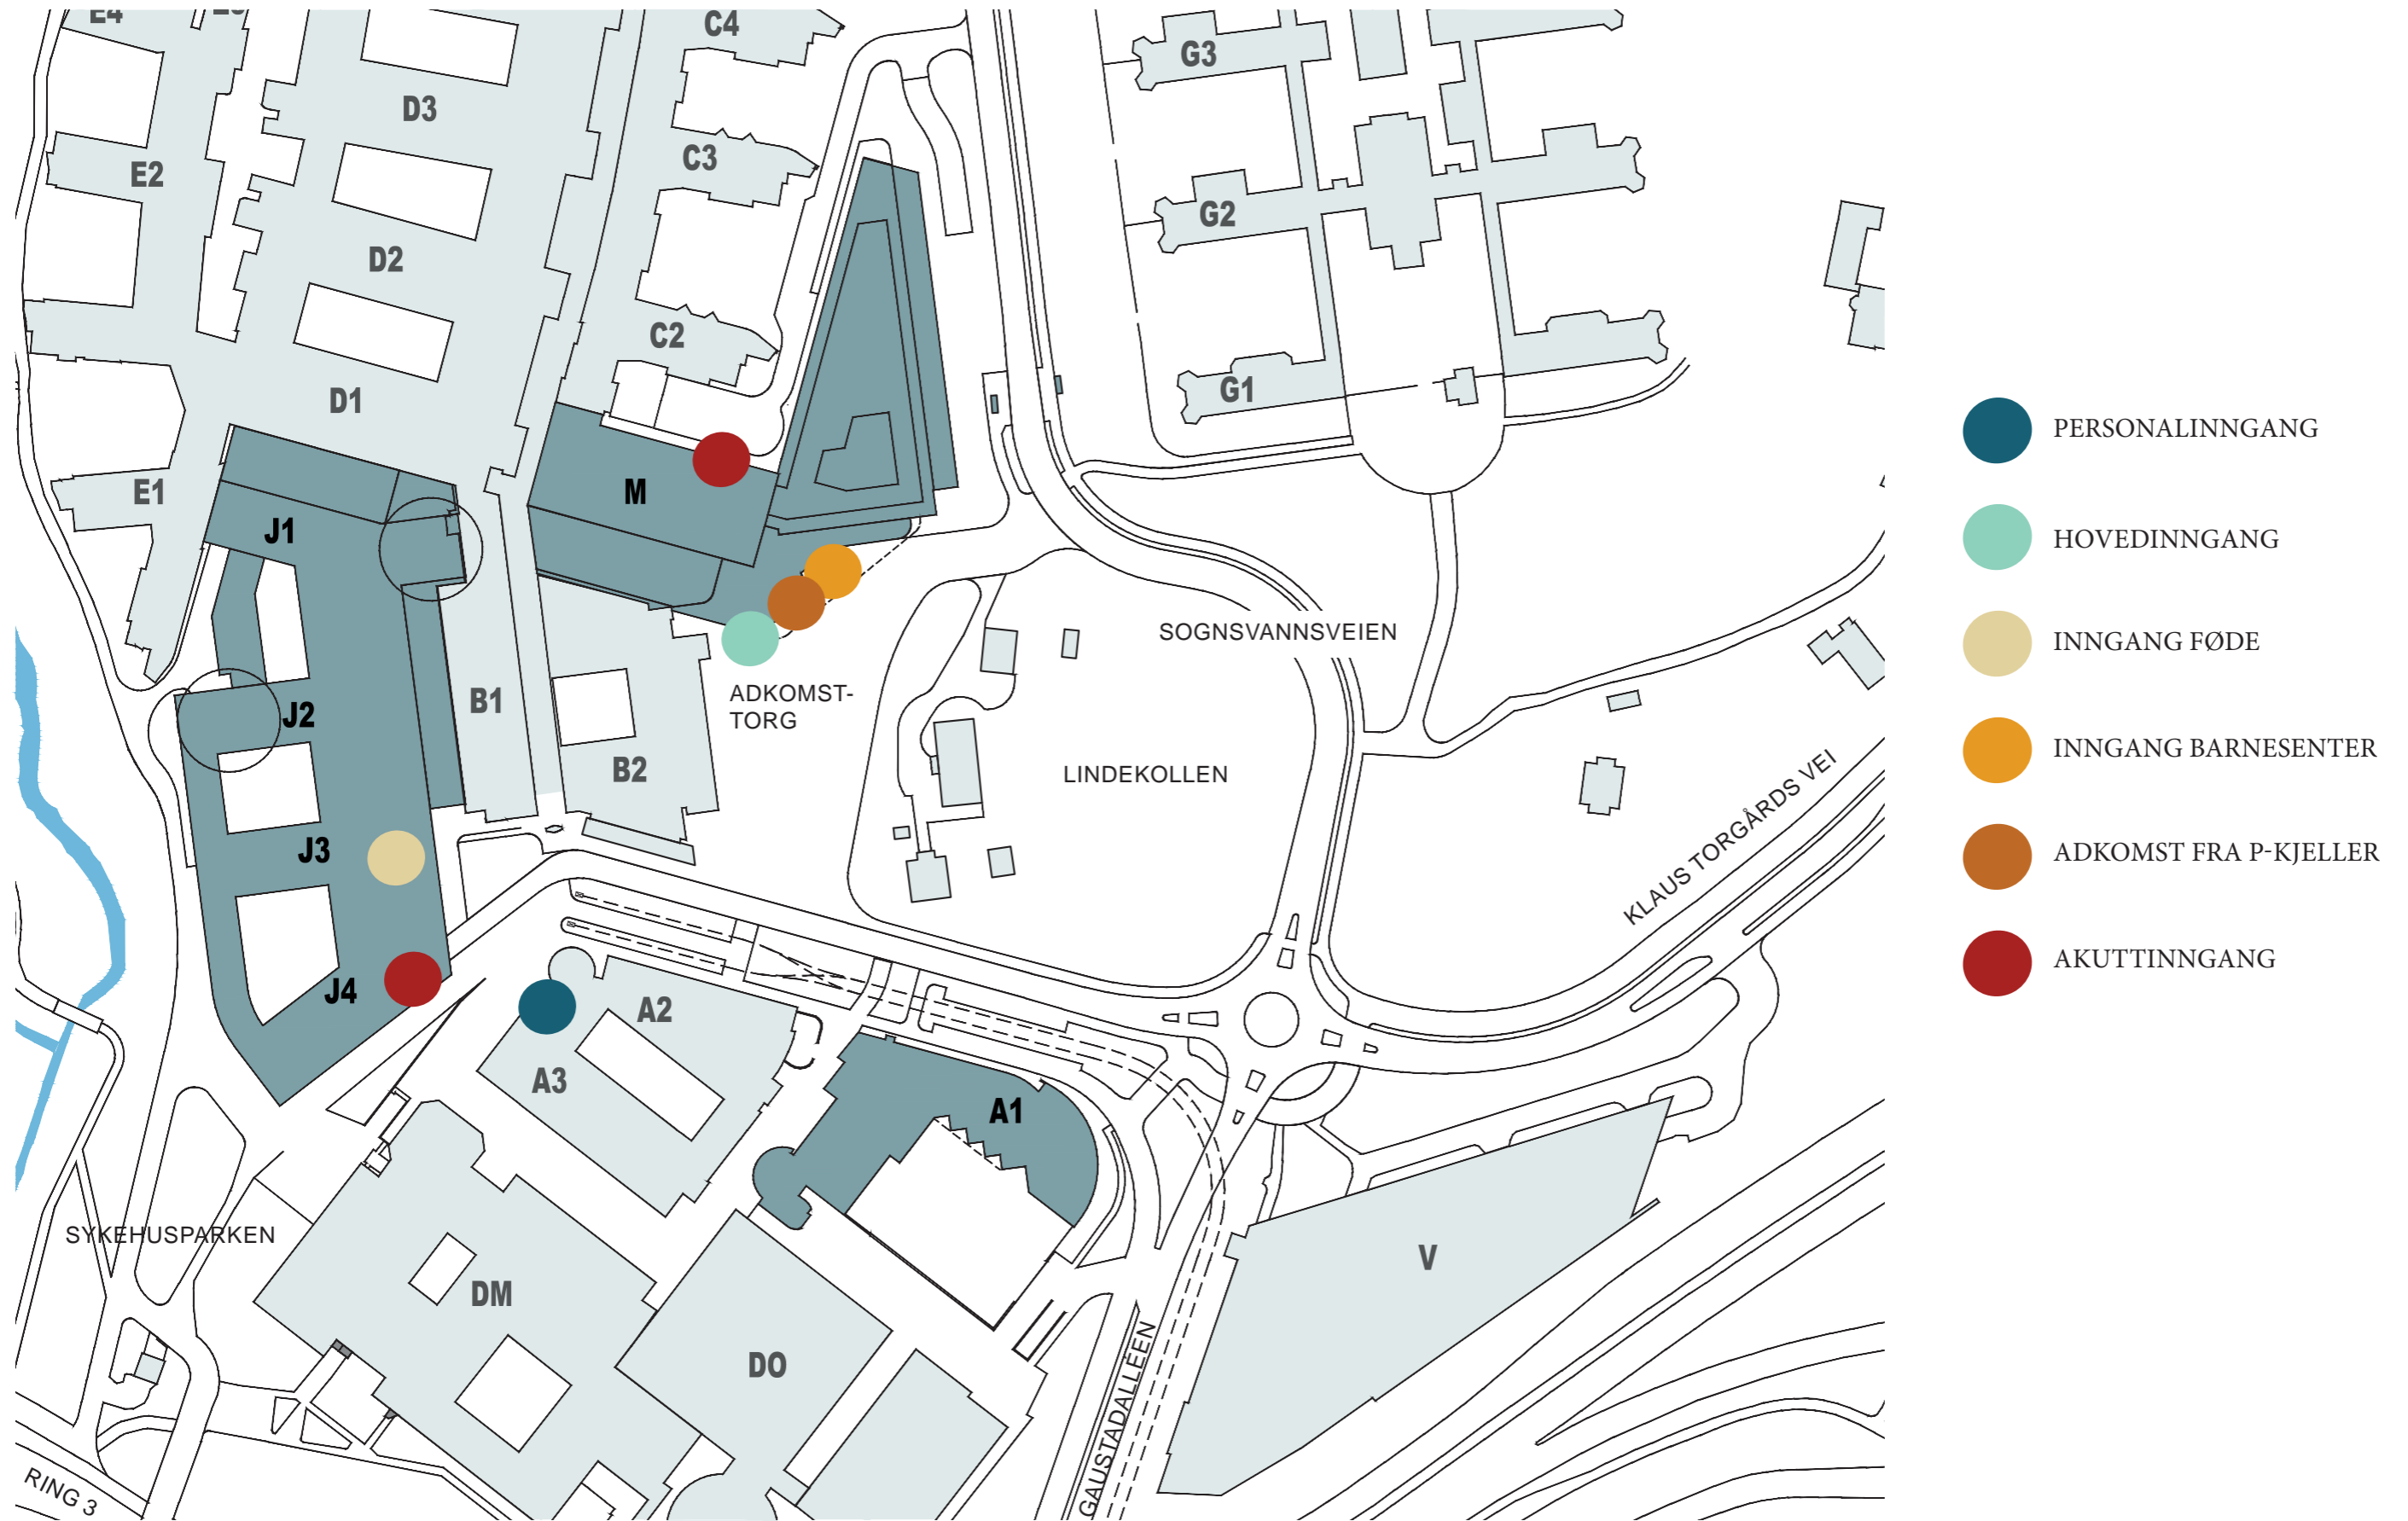 E4
C4
G3
D3
C3
E2
G2
D2
C2
G1
D1
PERSONALINNGANG
E1
M
J1
HOVEDINNGANG
SOGNSVANNSVEIEN
INNGANG FØDE
ADKOMST-
TORG
B1
J2
INNGANG BARNESENTER
B2
LINDEKOLLEN
KLAUS TORGÅRDS VEI
J3
ADKOMST FRA P-KJELLER
AKUTTINNGANG
J4
A2
A3
A1
SYKEHUSPARKEN
V
DM
DO
GAUSTADALLÉEN
RING 3